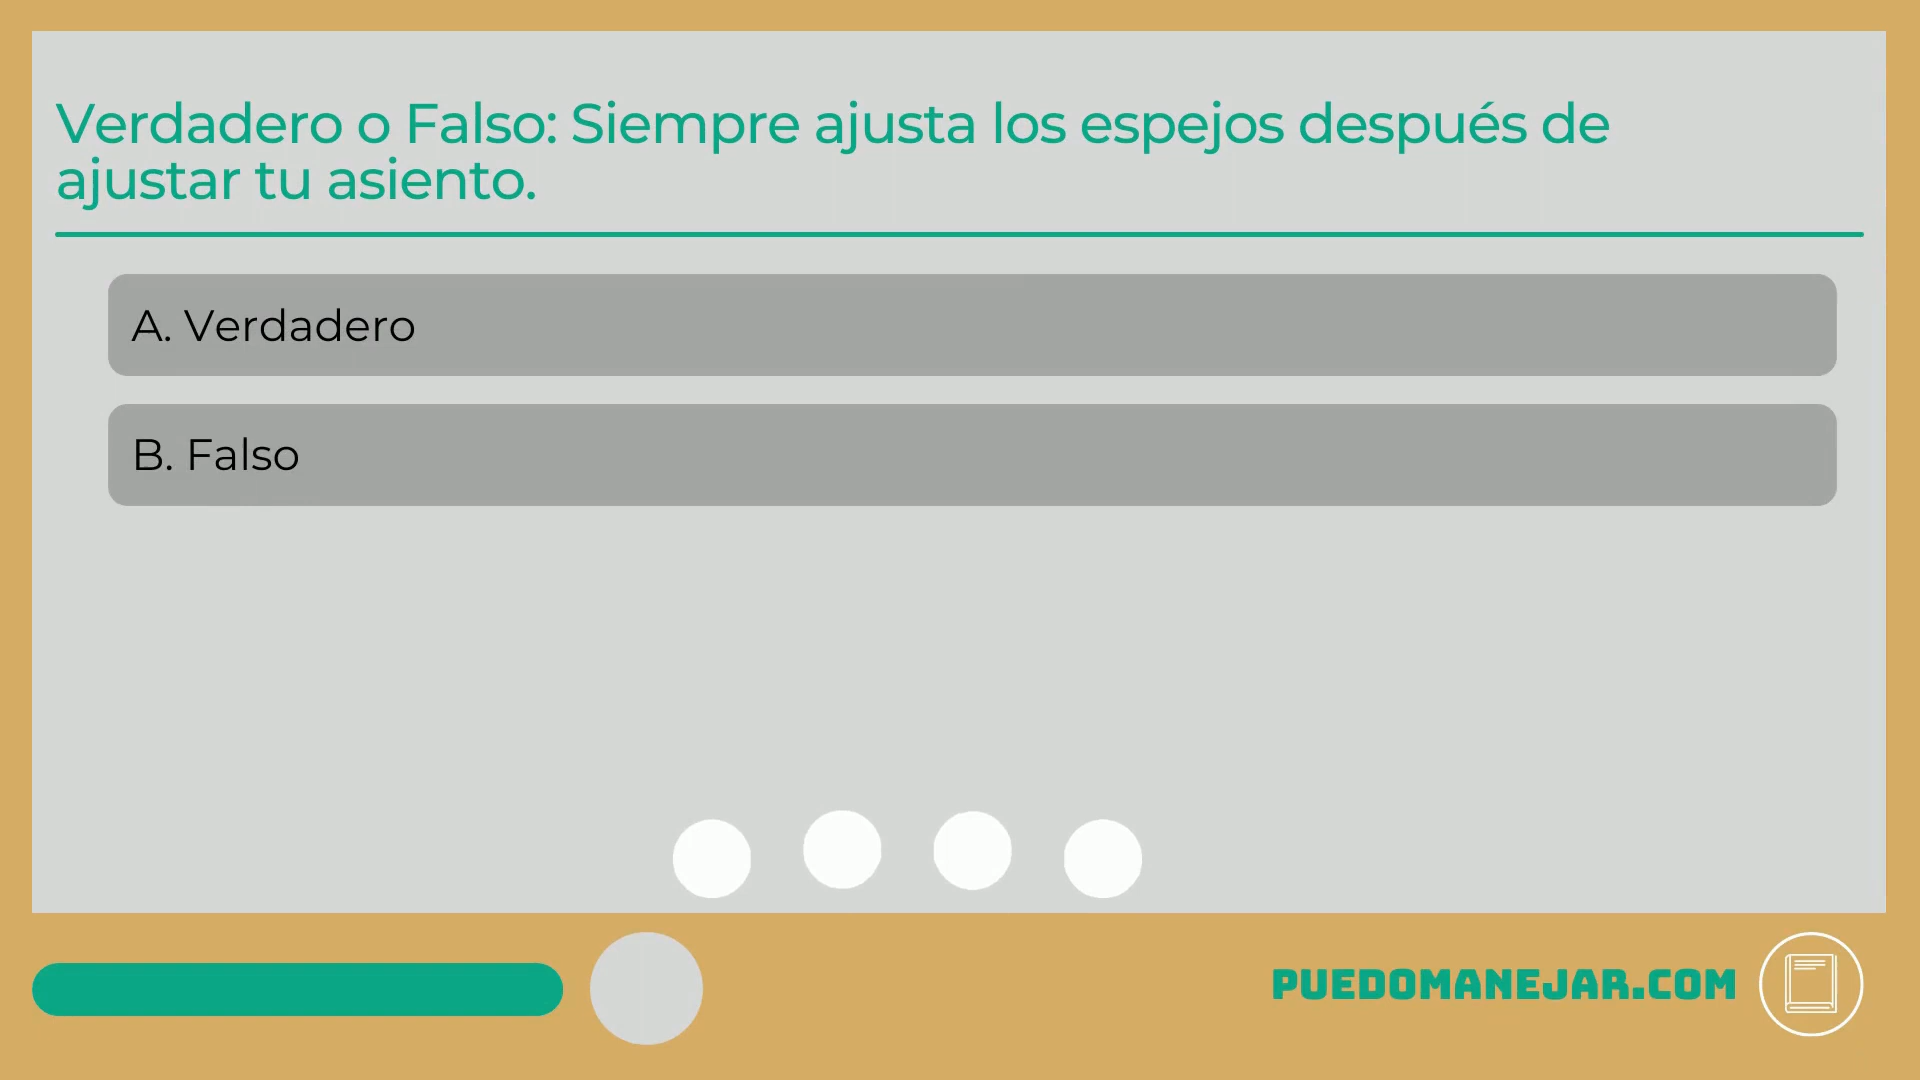 Verdadero o Falso: Siempre ajusta los espejos después de
ajustar tu asiento.
A. Verdadero
B. Falso
PUEDOMANEJAR.COM